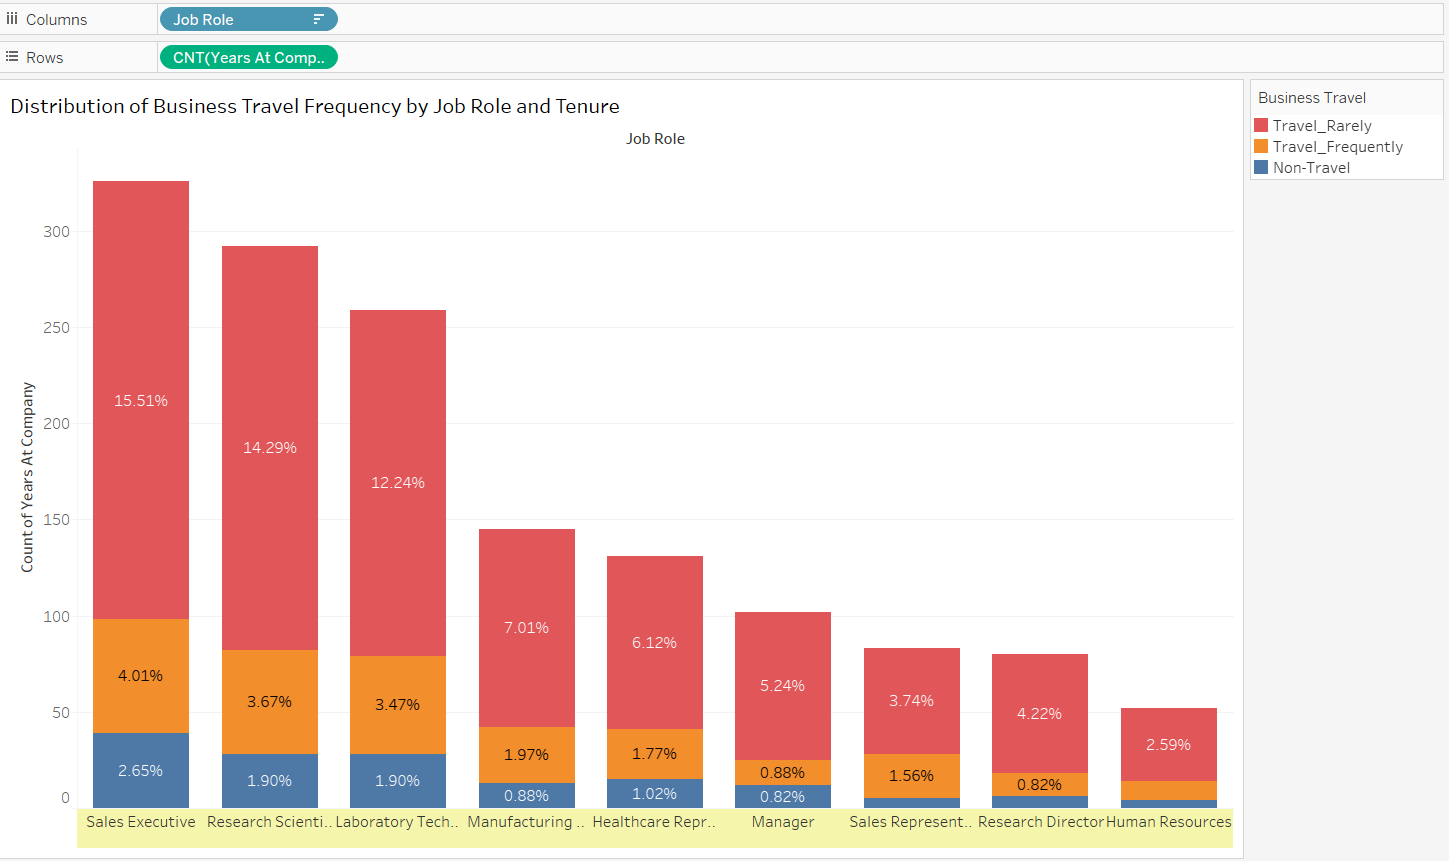 Columns
Job Role
Rows
CNT(Years At Comp..
Distribution of Business Travel Frequency by Job Role and Tenure
Job Role
Business Travel
Travel_Rarely
Travel_Frequently
Non-Travel
Count of Years At Company
300
250
200
150
100
50
0
15.51%
4.01%
2.65%
14.29%
3.67%
1.90%
12.24%
3.47%
1.90%
7.01%
1.97%
0.88%
6.12%
1.77%
1.02%
5.24%
0.88%
0.82%
3.74%
1.56%
4.22%
0.82%
2.59%
Sales Executive
Research Scienti..
Laboratory Tech..
Manufacturing ..
Healthcare Repr..
Manager
Sales Represent..
Research Director
Human Resources